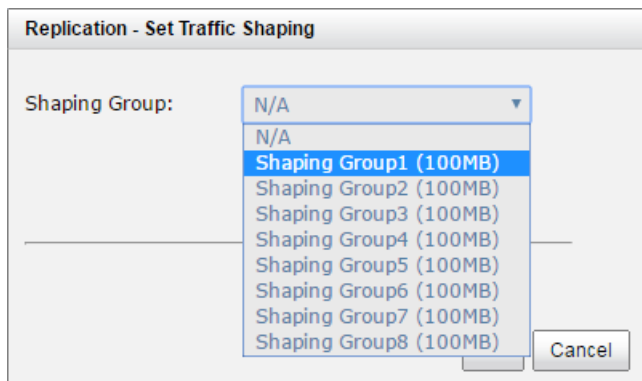 Replication - Set Traffic Shaping
Shaping Group:
N/A
N/A
Shaping Group1 (100MB)
Shaping Group2 (100MB)
Shaping Group3 (100MB)
Shaping Group4 (100MB)
Shaping Group5 (100MB)
Shaping Group6 (100MB)
Shaping Group7 (100MB)
Shaping Group8 (100MB)
Cancel